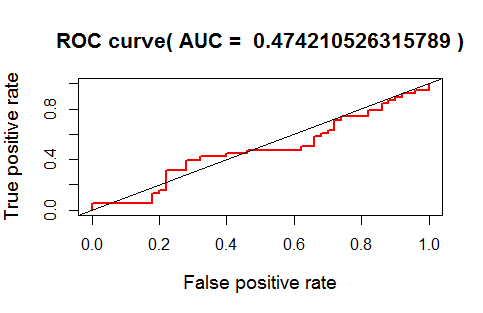 ROC curve( AUC =  0.474210526315789 )
True positive rate
0.8
0.4
0.0
0.0 0.2 0.4 0.6 0.8 1.0
False positive rate